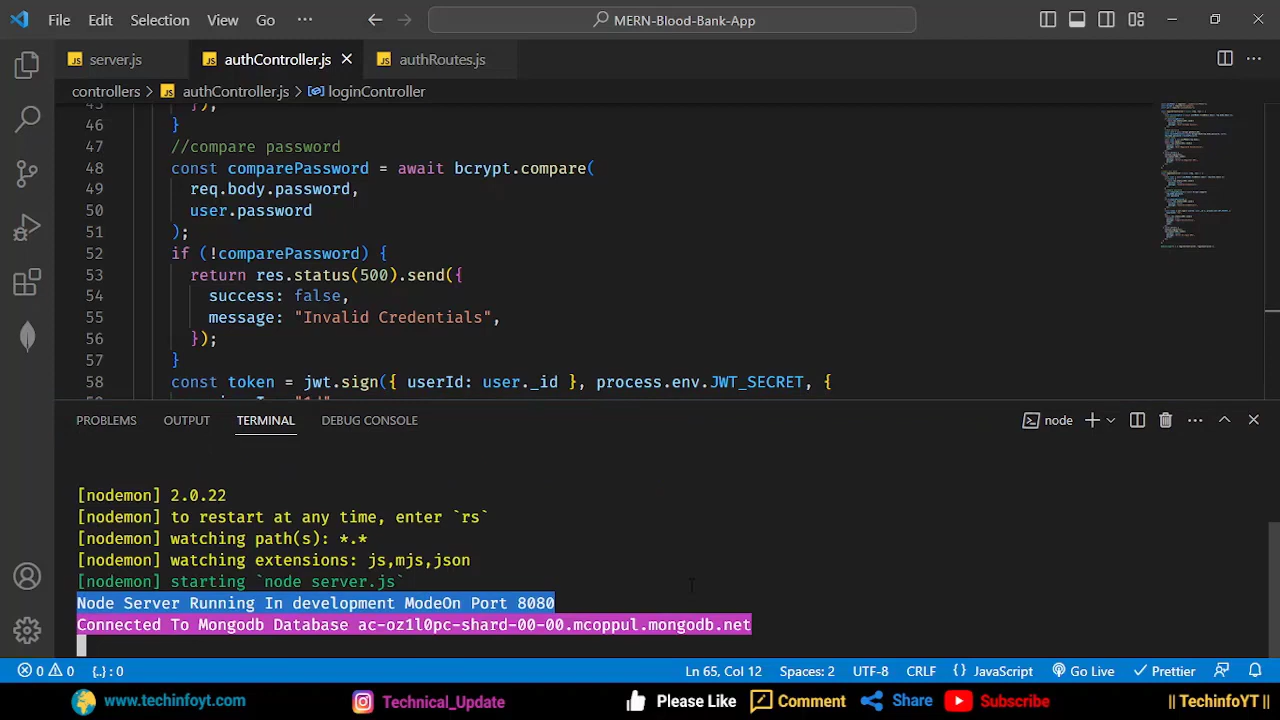 File Edit View Go ··· MERN-Blood-Bank-App
JS server.js JS authController.js JS authRoutes.js
controllers > JS authController.js > loginController
45 });
46 }
47 //compare password
48 const comparePassword = await bcrypt.compare(
49 req.body.password,
50 user.password
51 );
52 if (!comparePassword) {
53 return res.status(500).send({
54 success: false,
55 message: "Invalid Credentials",
56 });
57 }
58 const token = jwt.sign({ userId: user._id }, process.env.JWT_SECRET, {
PROBLEMS OUTPUT TERMINAL DEBUG CONSOLE node
[nodemon] 2.0.22
[nodemon] to restart at any time, enter `rs`
[nodemon] watching path(s): *.*
[nodemon] watching extensions: js,mjs,json
[nodemon] starting `node server.js`
Node Server Running In development ModeOn Port 8080
Connected To Mongodb Database ac-oz1l0pc-shard-00-00.mcoppul.mongodb.net
0 0 {..} : 0 Ln 65, Col 12 Spaces: 2 UTF-8 CRLF {} JavaScript Go Live Prettier
www.techinfoyt.com Technical_Update Please Like Comment Share Subscribe || TechinfoYT ||